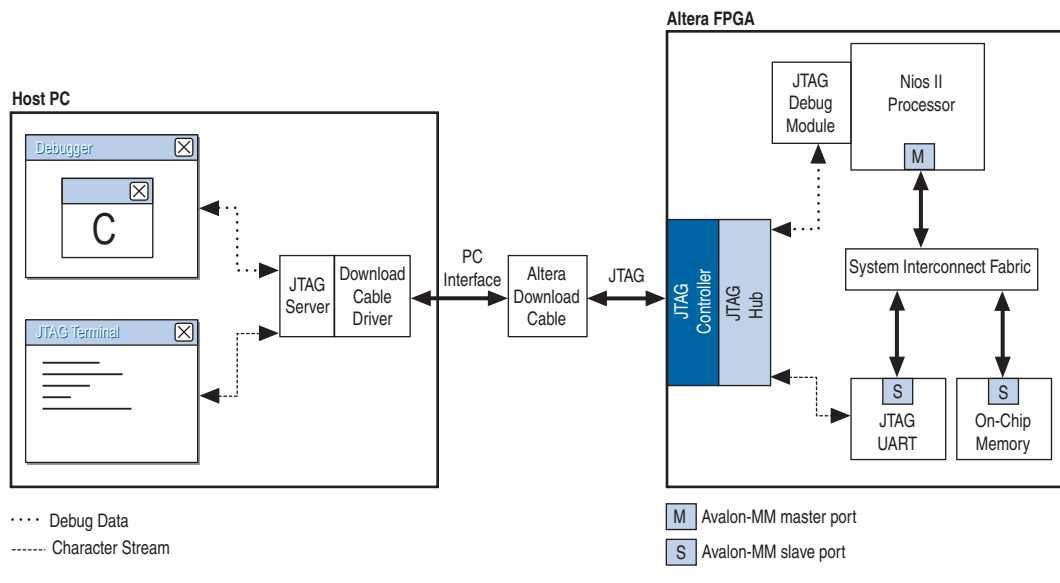 Altera FPGA
Host PC
Debugger
C
JTAG Terminal
JTAG
Server
Download
Cable
Driver
PC
Interface
Altera
Download
Cable
JTAG
JTAG
Controller
JTAG
Hub
JTAG
Debug
Module
Nios II
Processor
M
System Interconnect Fabric
S
JTAG
UART
S
On-Chip
Memory
Debug Data
Character Stream
M Avalon-MM master port
S Avalon-MM slave port